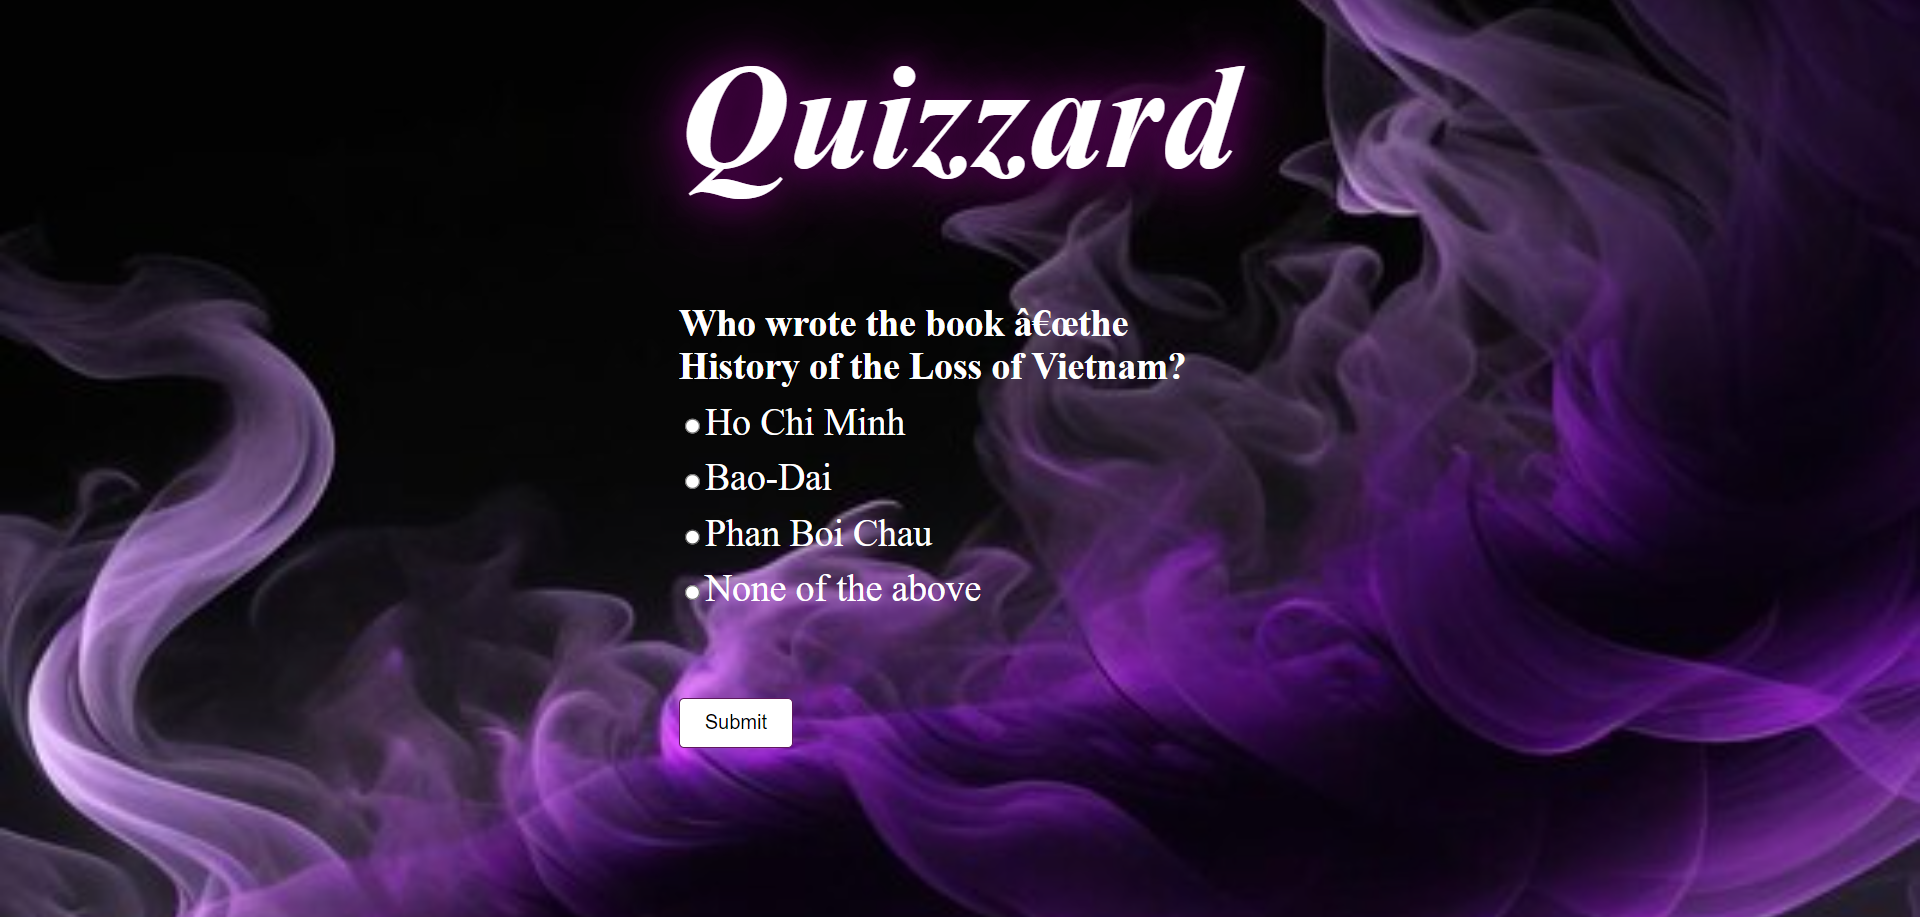 Quizzard
Who wrote the book â€œthe
History of the Loss of Vietnam?
Ho Chi Minh
Bao-Dai
Phan Boi Chau
None of the above
Submit